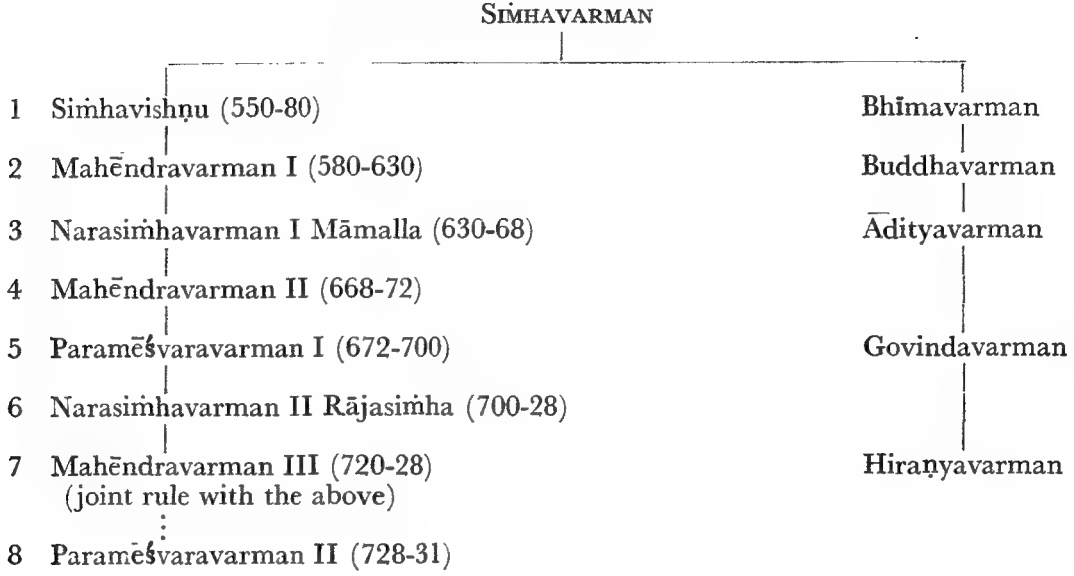 SIṀHAVARMAN
1 Siṁhavishṇu (550-80) Bhīmavarman
2 Mahēndravarman I (580-630) Buddhavarman
3 Narasiṁhavarman I Māmalla (630-68) Ādityavarman
4 Mahēndravarman II (668-72)
5 Paramēśvaravarman I (672-700) Govindavarman
6 Narasiṁhavarman II Rājasiṁha (700-28)
7 Mahēndravarman III (720-28) Hiraṇyavarman
(joint rule with the above)
8 Paramēśvaravarman II (728-31)